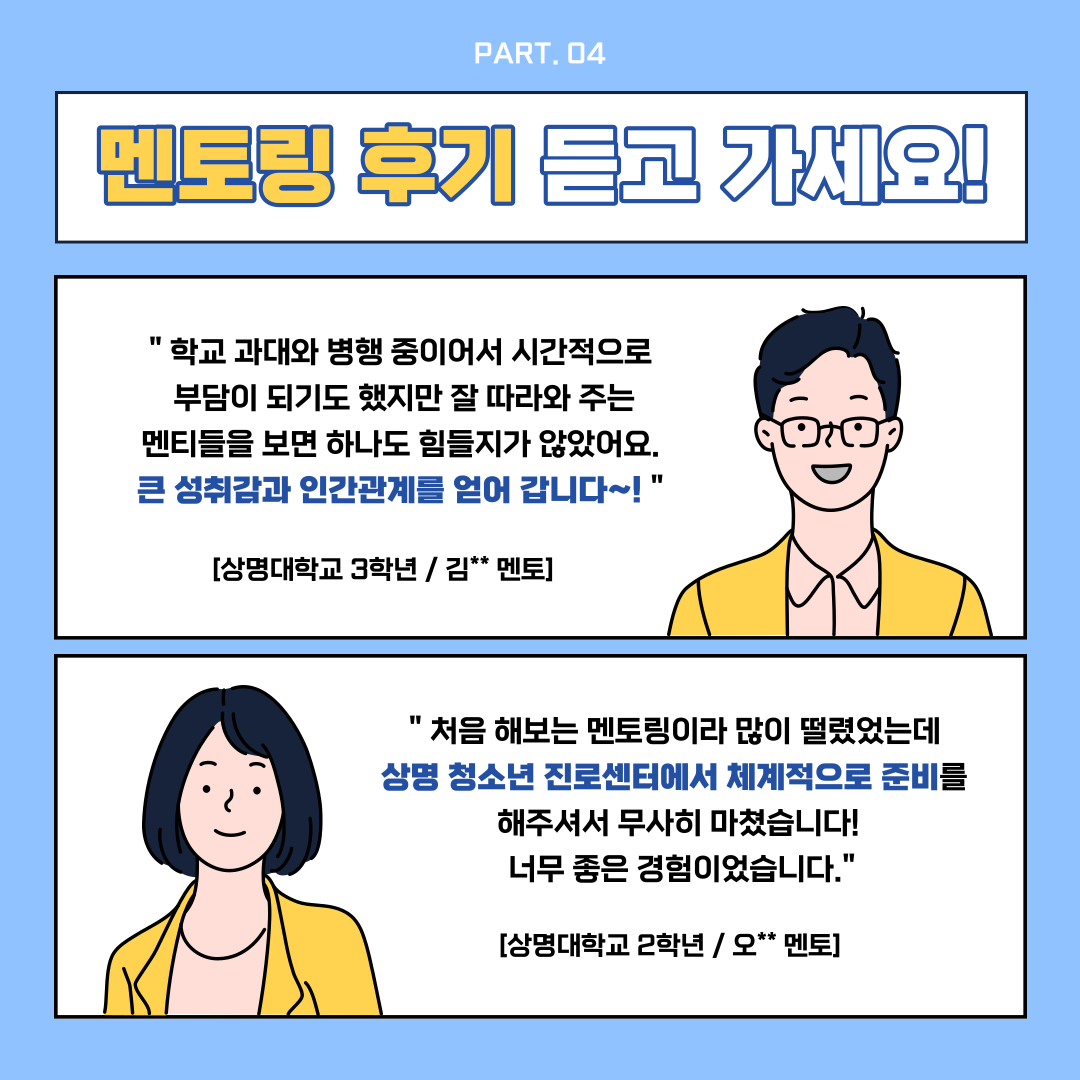 PART. 04
멘토링 후기 듣고 가세요!
" 학교 과대와 병행 중이어서 시간적으로
부담이 되기도 했지만 잘 따라와 주는
멘티들을 보면 하나도 힘들지가 않았어요.
큰 성취감과 인간관계를 얻어 갑니다~! "
[상명대학교 3학년 / 김** 멘토]
" 처음 해보는 멘토링이라 많이 떨렸었는데
상명 청소년 진로센터에서 체계적으로 준비를
해주셔서 무사히 마쳤습니다!
너무 좋은 경험이었습니다."
[상명대학교 2학년 / 오** 멘토]